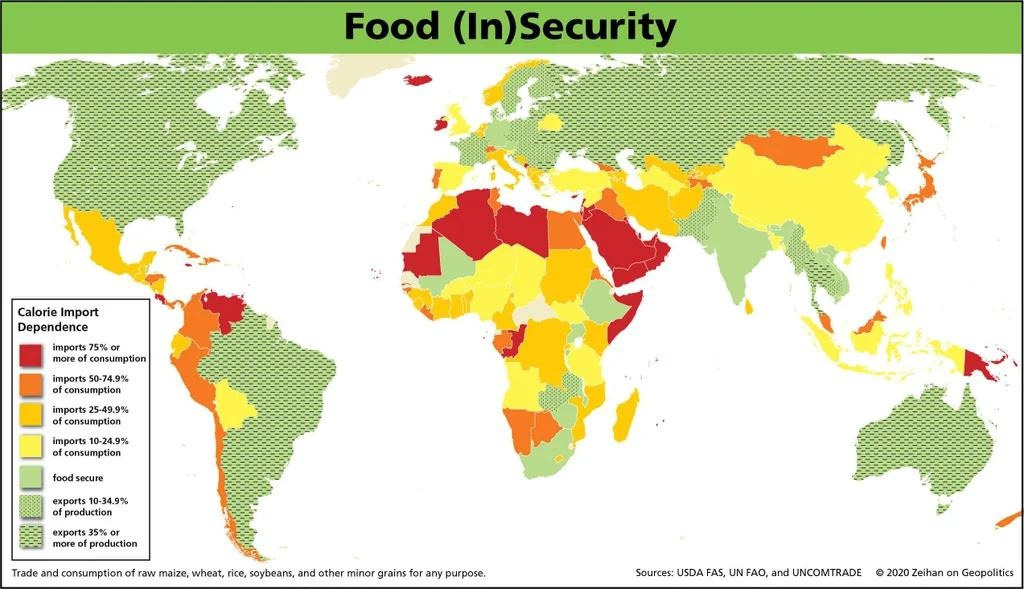 Food (In)Security
Calorie Import
Dependence
imports 75% or
more of consumption
imports 50-74.9%
of consumption
imports 25-49.9%
of consumption
imports 10-24.9%
of consumption
food secure
exports 10-34.9%
of production
exports 35% or
more of production
Trade and consumption of raw maize, wheat, rice, soybeans, and other minor grains for any purpose.
Sources: USDA FAS, UN FAO, and UNCOMTRADE © 2020 Zeihan on Geopolitics